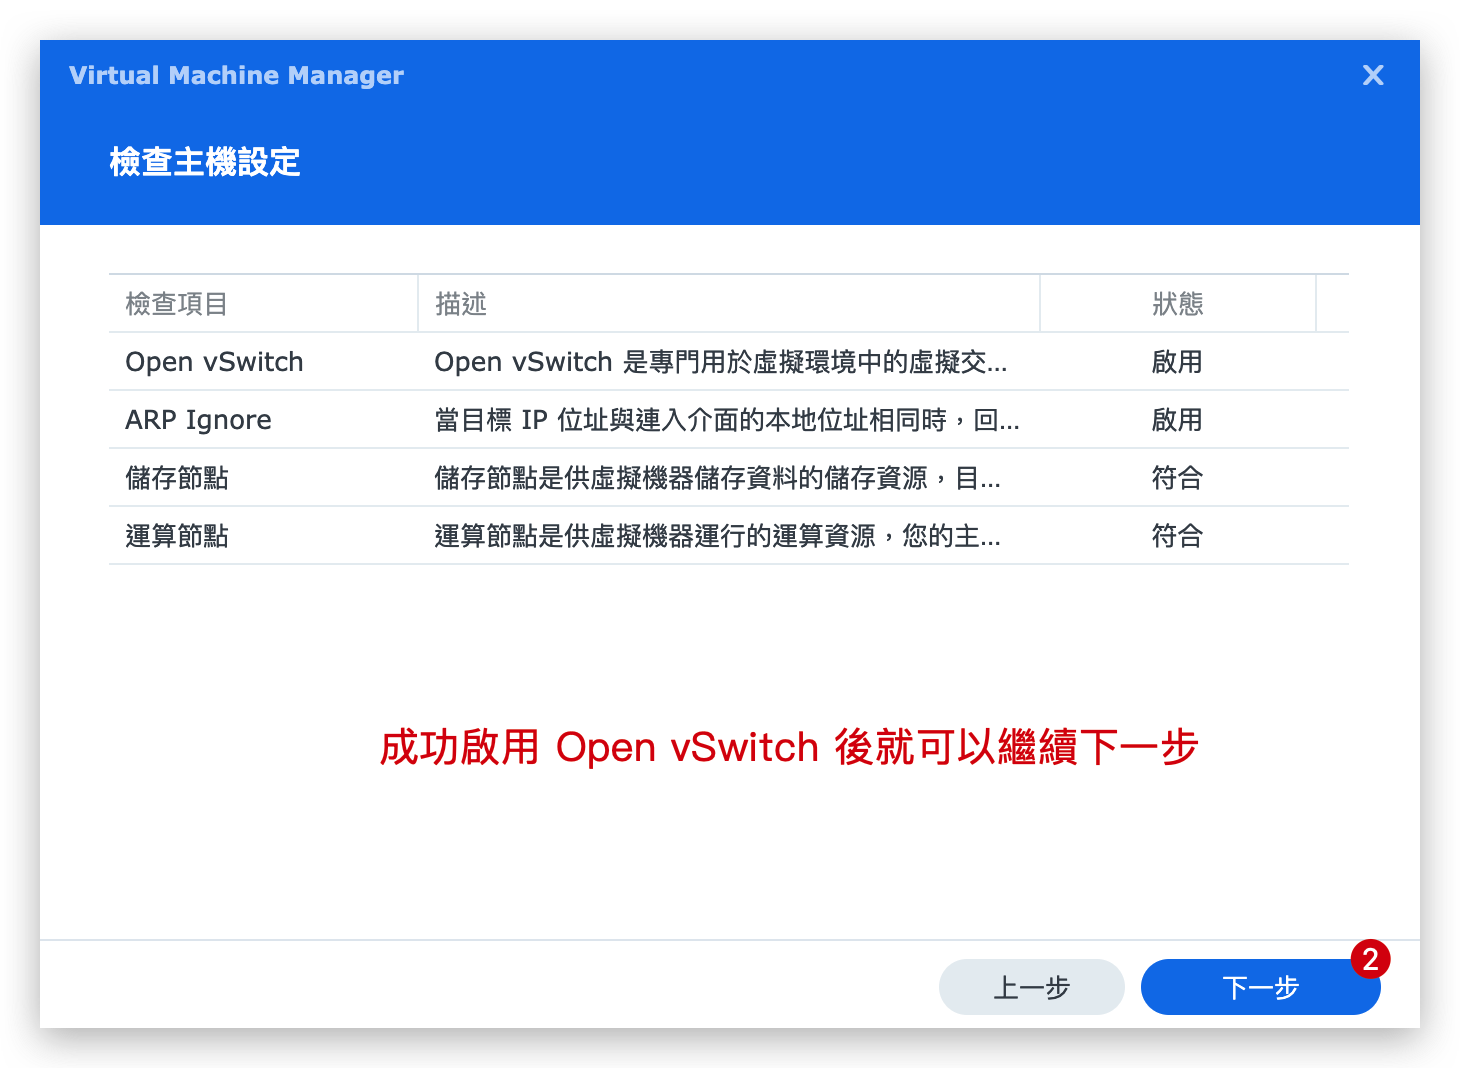 Virtual Machine Manager
X
檢查主機設定
檢查項目 描述 狀態
Open vSwitch Open vSwitch 是專門用於虛擬環境中的虛擬交... 啟用
ARP Ignore 當目標 IP 位址與連入介面的本地位址相同時，回... 啟用
儲存節點 儲存節點是供虛擬機器儲存資料的儲存資源，目... 符合
運算節點 運算節點是供虛擬機器運行的運算資源，您的主... 符合
成功啟用 Open vSwitch 後就可以繼續下一步
2
上一步 下一步